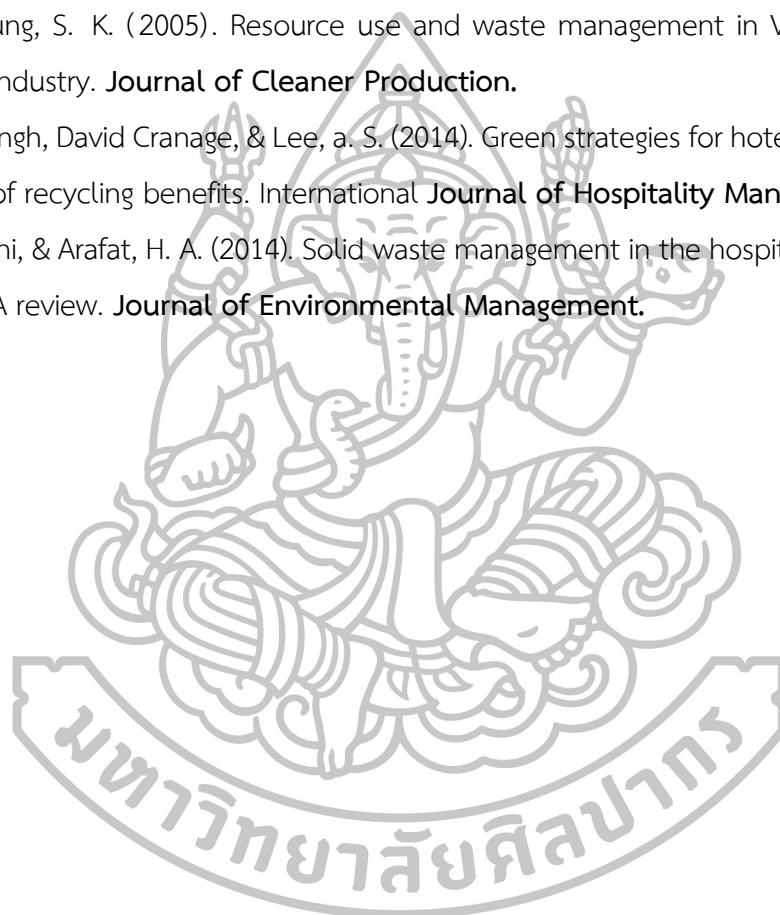 ung, S. K. (2005). Resource use and waste management in V
ndustry. Journal of Cleaner Production.
ngh, David Cranage, & Lee, a. S. (2014). Green strategies for hote
of recycling benefits. International Journal of Hospitality Man
ni, & Arafat, H. A. (2014). Solid waste management in the hospit
A review. Journal of Environmental Management.
มหาวิทยาลัยศิลปากร